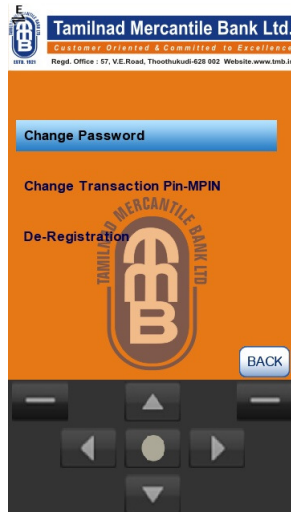 E
Tamilnad Mercantile Bank Ltd.
Customer Oriented & Committed to Excellence
ESTD. 1921
Regd. Office : 57, V.E.Road, Thoothukudi-628 002 Website.www.tmb.i
Change Password
Change Transaction Pin-MPIN
De-Registration
TAMILNAD MERCANTILE BANK LTD
TMB
BACK